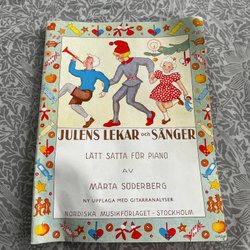 JULENS LEKAR och SÅNGER
LÄTT SATTA FÖR PIANO
AV
MÄRTA SÖDERBERG
NY UPPLAGA MED GITARRANALYSER
NORDISKA MUSIKFÖRLAGET - STOCKHOLM